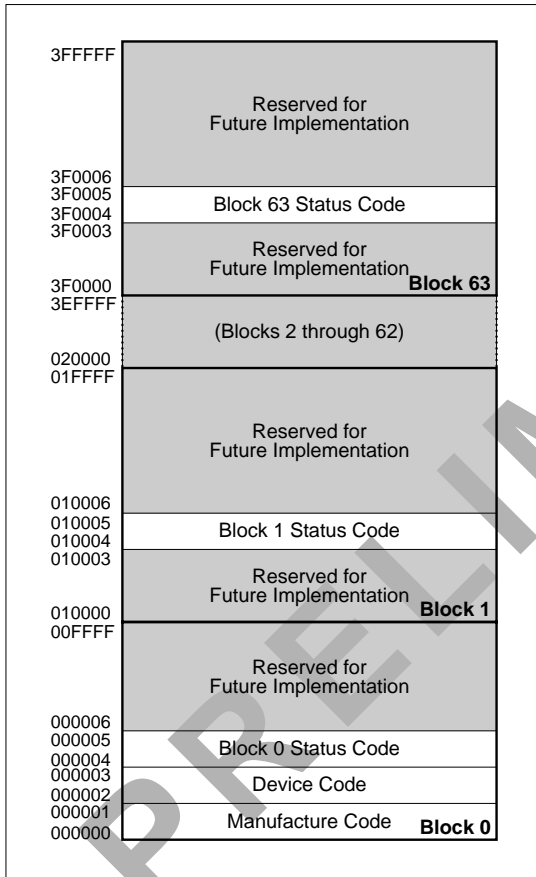 3FFFFF
Reserved for
Future Implementation
3F0006
3F0005
Block 63 Status Code
3F0004
3F0003
Reserved for
Future Implementation
Block 63
3F0000
3EFFFF
(Blocks 2 through 62)
020000
01FFFF
Reserved for
Future Implementation
010006
010005
Block 1 Status Code
010004
010003
Reserved for
Future Implementation
Block 1
010000
00FFFF
Reserved for
Future Implementation
000006
000005
Block 0 Status Code
000004
000003
Device Code
000002
000001
Manufacture Code
Block 0
000000
PRELIM